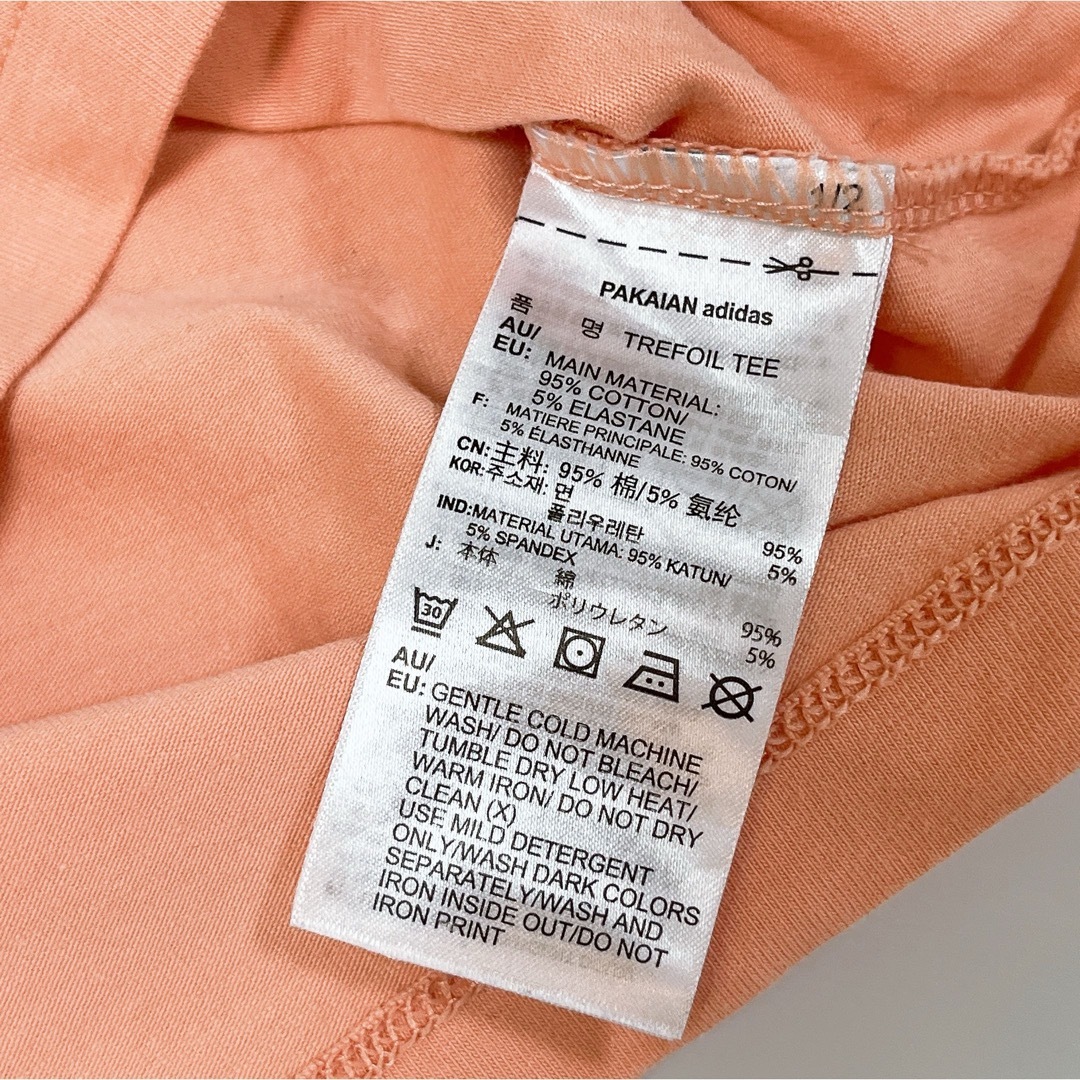 1/2
PAKAIAN adidas
품 명 TREFOIL TEE
AU/
EU: MAIN MATERIAL:
95% COTTON/
5% ELASTANE
F: MATIERE PRINCIPALE: 95% COTON/
5% ÉLASTHANNE
CN:主料: 95% 棉/5% 氨纶
KOR:주소재: 면 95%
폴리우레탄 5%
IND:MATERIAL UTAMA: 95% KATUN/
5% SPANDEX
J: 本体 綿 95%
ポリウレタン 5%
30
AU/
EU: GENTLE COLD MACHINE
WASH/ DO NOT BLEACH/
TUMBLE DRY LOW HEAT/
WARM IRON/ DO NOT DRY
CLEAN (X)
USE MILD DETERGENT
ONLY/WASH DARK COLORS
SEPARATELY/WASH AND
IRON INSIDE OUT/DO NOT
IRON PRINT